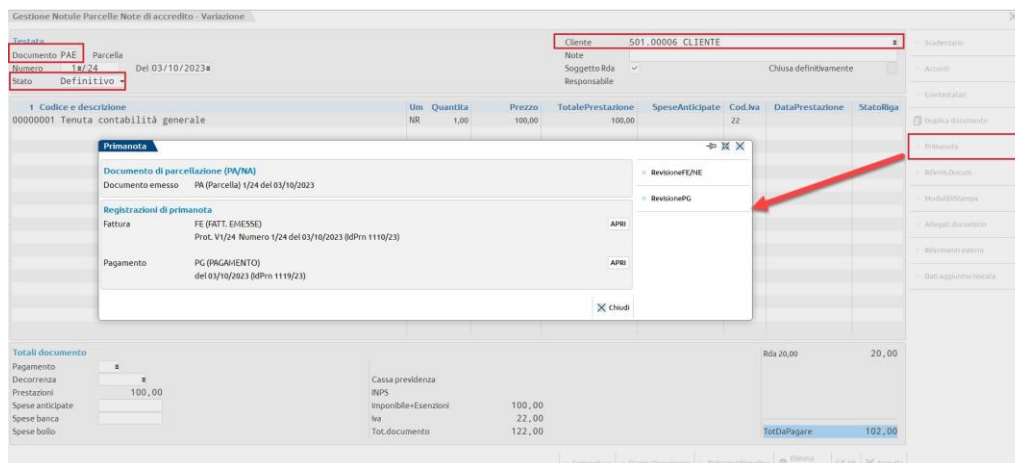 Gestione Notule Parcelle Note di accredito - Variazione
Testata
Documento PAE Parcella
Numero 1 /24 Del 03/10/2023
Stato Definitivo
Cliente 501.00006 CLIENTE
Note
Soggetto Rda Chiusa definitivamente
Responsabile
1 Codice e descrizione Um Quantita Prezzo TotalePrestazione SpeseAnticipate Cod.Iva DataPrestazione StatoRiga
00000001 Tenuta contabilità generale NR 1,00 100,00 100,00 22
Scadenzario
Acconti
Cointestatari
Duplica documento
Primanota
Riferim.Docum.
ModuliDiStampa
Allegati documento
Riferimenti esterni
Dati aggiuntivi testata
Primanota
Documento di parcellazione (PA/NA)
Documento emesso PA (Parcella) 1/24 del 03/10/2023
Registrazioni di primanota
Fattura FE (FATT. EMESSE) APRI
Prot. V1/24 Numero 1/24 del 03/10/2023 (IdPrn 1110/23)
Pagamento PG (PAGAMENTO) APRI
del 03/10/2023 (IdPrn 1119/23)
RevisioneFE/NE
RevisionePG
Chiudi
Totali documento
Pagamento
Decorrenza
Prestazioni 100,00
Spese anticipate
Spese banca
Spese bollo
Cassa previdenza
INPS
Imponibile+Esenzioni 100,00
Iva 22,00
Tot.documento 122,00
Rda 20,00 20,00
TotDaPagare 102,00
Elimina